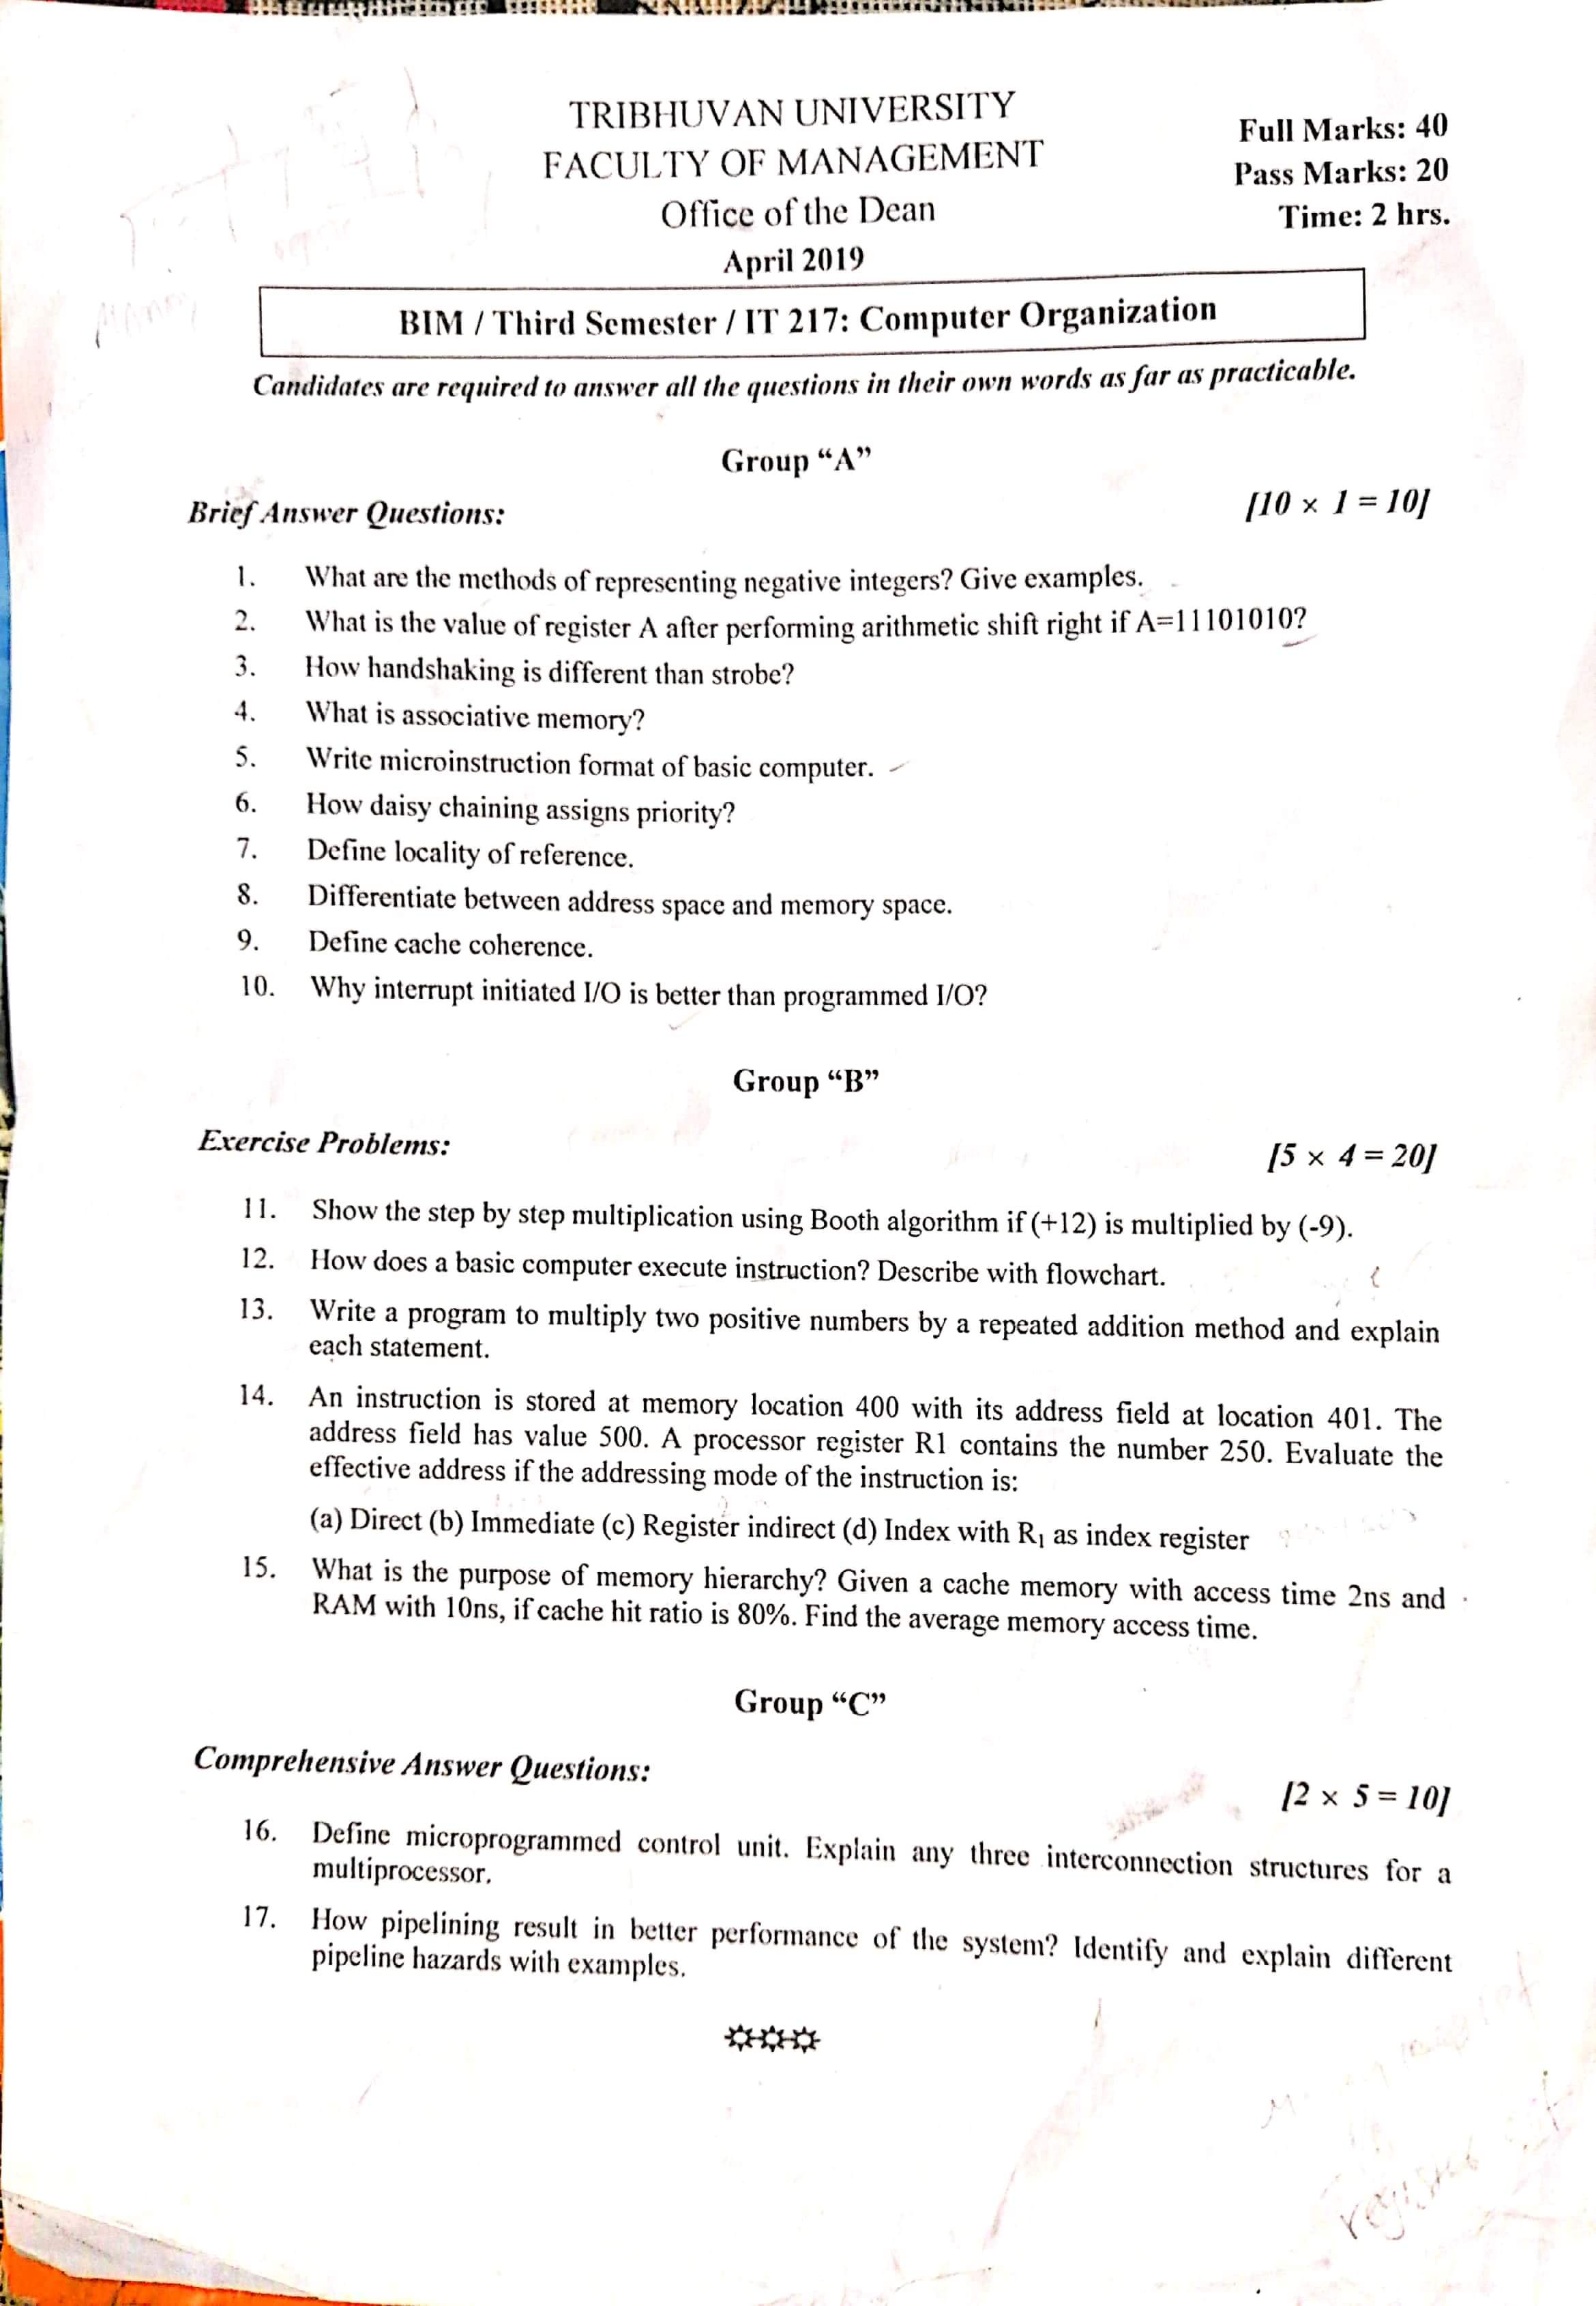 TRIBHUVAN UNIVERSITY
FACULTY OF MANAGEMENT
Office of the Dean
April 2019
Full Marks: 40
Pass Marks: 20
Time: 2 hrs.
BIM / Third Semester / IT 217: Computer Organization
Candidates are required to answer all the questions in their own words as far as practicable.
Group “A”
Brief Answer Questions:
[10 × 1 = 10]
1. What are the methods of representing negative integers? Give examples.
2. What is the value of register A after performing arithmetic shift right if A=11101010?
3. How handshaking is different than strobe?
4. What is associative memory?
5. Write microinstruction format of basic computer.
6. How daisy chaining assigns priority?
7. Define locality of reference.
8. Differentiate between address space and memory space.
9. Define cache coherence.
10. Why interrupt initiated I/O is better than programmed I/O?
Group “B”
Exercise Problems:
[5 × 4 = 20]
11. Show the step by step multiplication using Booth algorithm if (+12) is multiplied by (-9).
12. How does a basic computer execute instruction? Describe with flowchart.
13. Write a program to multiply two positive numbers by a repeated addition method and explain
each statement.
14. An instruction is stored at memory location 400 with its address field at location 401. The
address field has value 500. A processor register R1 contains the number 250. Evaluate the
effective address if the addressing mode of the instruction is:
(a) Direct (b) Immediate (c) Register indirect (d) Index with R₁ as index register
15. What is the purpose of memory hierarchy? Given a cache memory with access time 2ns and
RAM with 10ns, if cache hit ratio is 80%. Find the average memory access time.
Group “C”
Comprehensive Answer Questions:
[2 × 5 = 10]
16. Define microprogrammed control unit. Explain any three interconnection structures for a
multiprocessor.
17. How pipelining result in better performance of the system? Identify and explain different
pipeline hazards with examples.